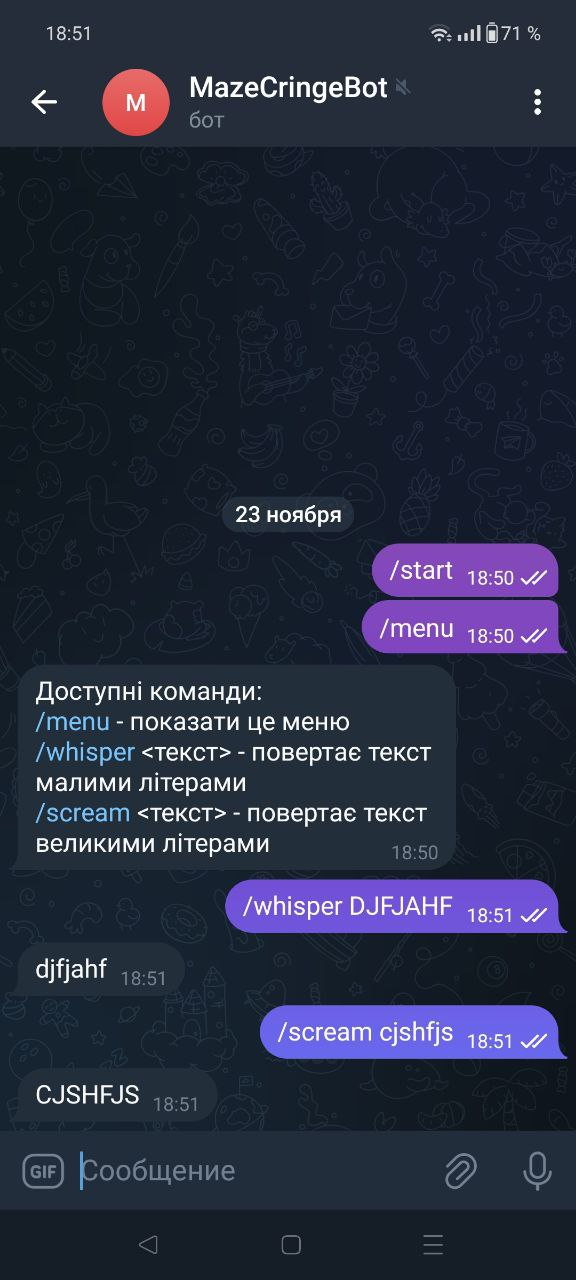 18:51
71 %
M
MazeCringeBot
бот
23 ноября
/start 18:50
/menu 18:50
Доступні команди:
/menu - показати це меню
/whisper <текст> - повертає текст
малими літерами
/scream <текст> - повертає текст
великими літерами
18:50
/whisper DJFJAHF 18:51
djfjahf 18:51
/scream cjshfjs 18:51
CJSHFJS 18:51
GIF Сообщение